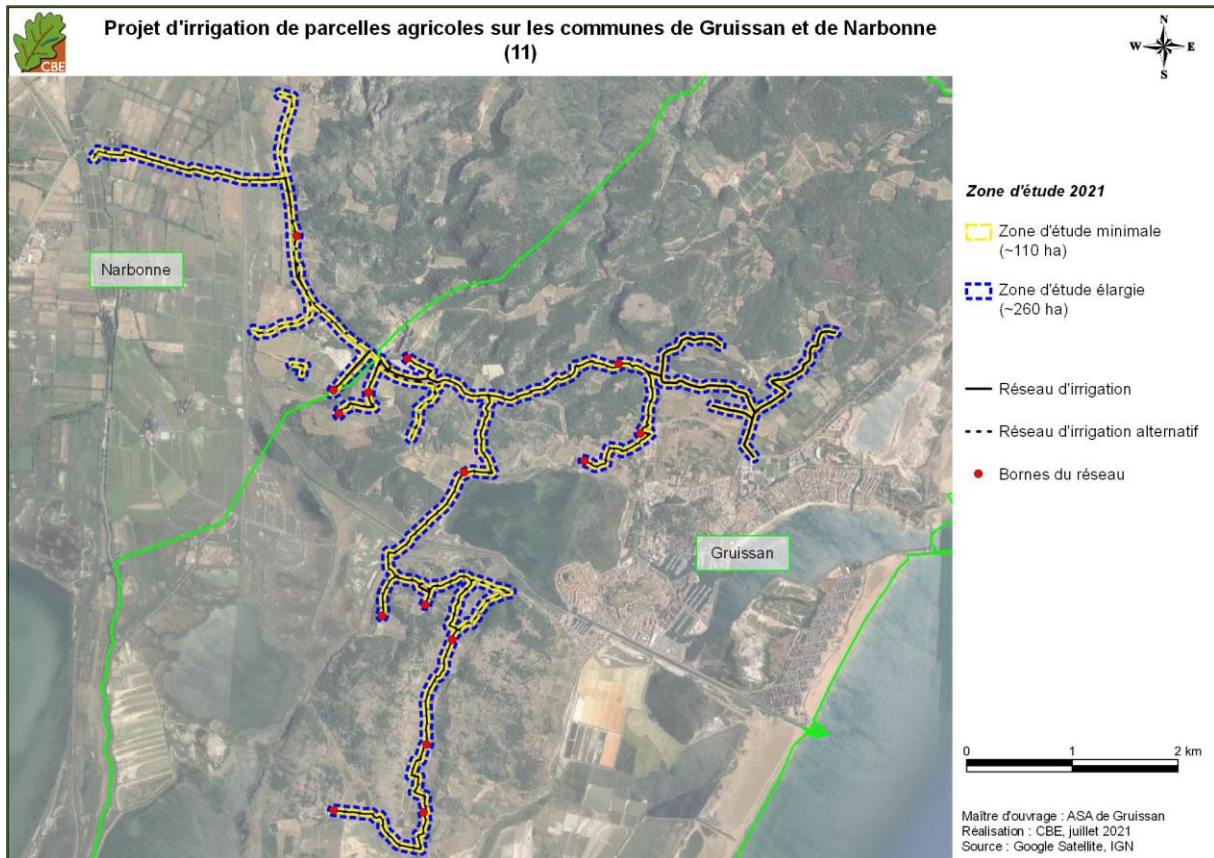 CBE
Projet d'irrigation de parcelles agricoles sur les communes de Gruissan et de Narbonne
(11)
N
W
E
S
Narbonne
Gruissan
Zone d'étude 2021
Zone d'étude minimale
(~110 ha)
Zone d'étude élargie
(~260 ha)
Réseau d'irrigation
Réseau d'irrigation alternatif
Bornes du réseau
0 1 2 km
Maître d'ouvrage : ASA de Gruissan
Réalisation : CBE, juillet 2021
Source : Google Satellite, IGN